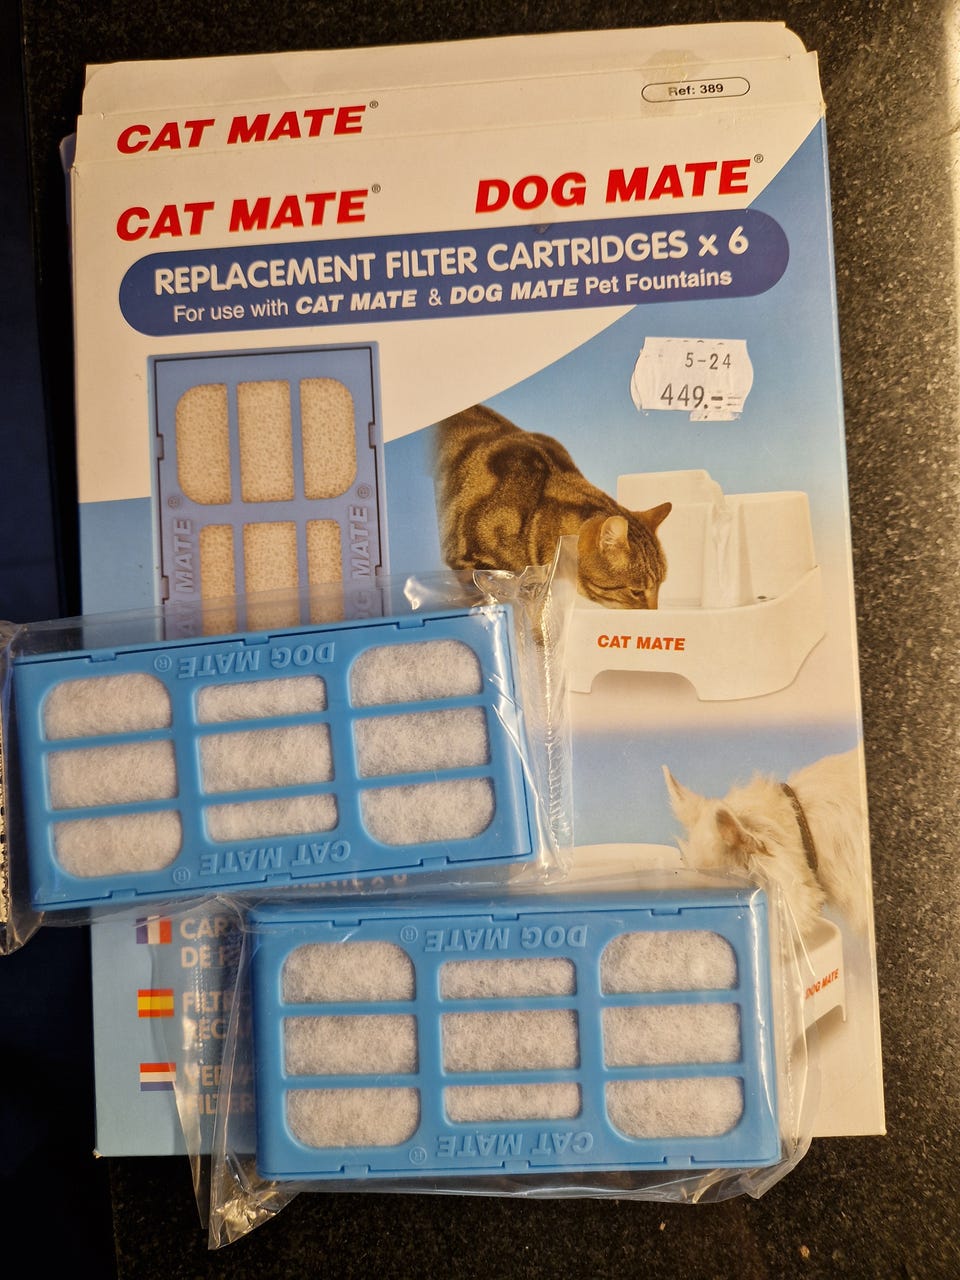 Ref: 389
CAT MATE®
CAT MATE®
DOG MATE®
REPLACEMENT FILTER CARTRIDGES x 6
For use with CAT MATE & DOG MATE Pet Fountains
5-24
449.-
MATE®
MATE®
CAT MATE
DOG MATE®
CAT MATE®
CAR
DE
DOG MATE
DOG MATE®
CAT MATE®